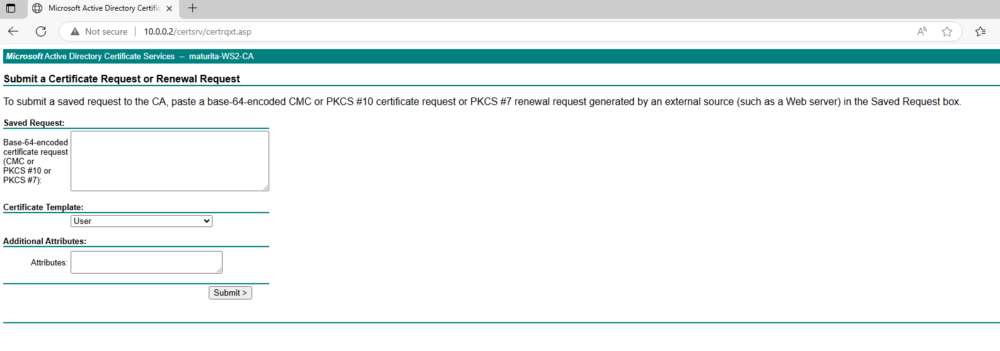 Microsoft Active Directory Certific
Not secure 10.0.0.2/certsrv/certrqxt.asp
Microsoft Active Directory Certificate Services -- maturita-WS2-CA
Submit a Certificate Request or Renewal Request
To submit a saved request to the CA, paste a base-64-encoded CMC or PKCS #10 certificate request or PKCS #7 renewal request generated by an external source (such as a Web server) in the Saved Request box.
Saved Request:
Base-64-encoded
certificate request
(CMC or
PKCS #10 or
PKCS #7):
Certificate Template:
User
Additional Attributes:
Attributes:
Submit >